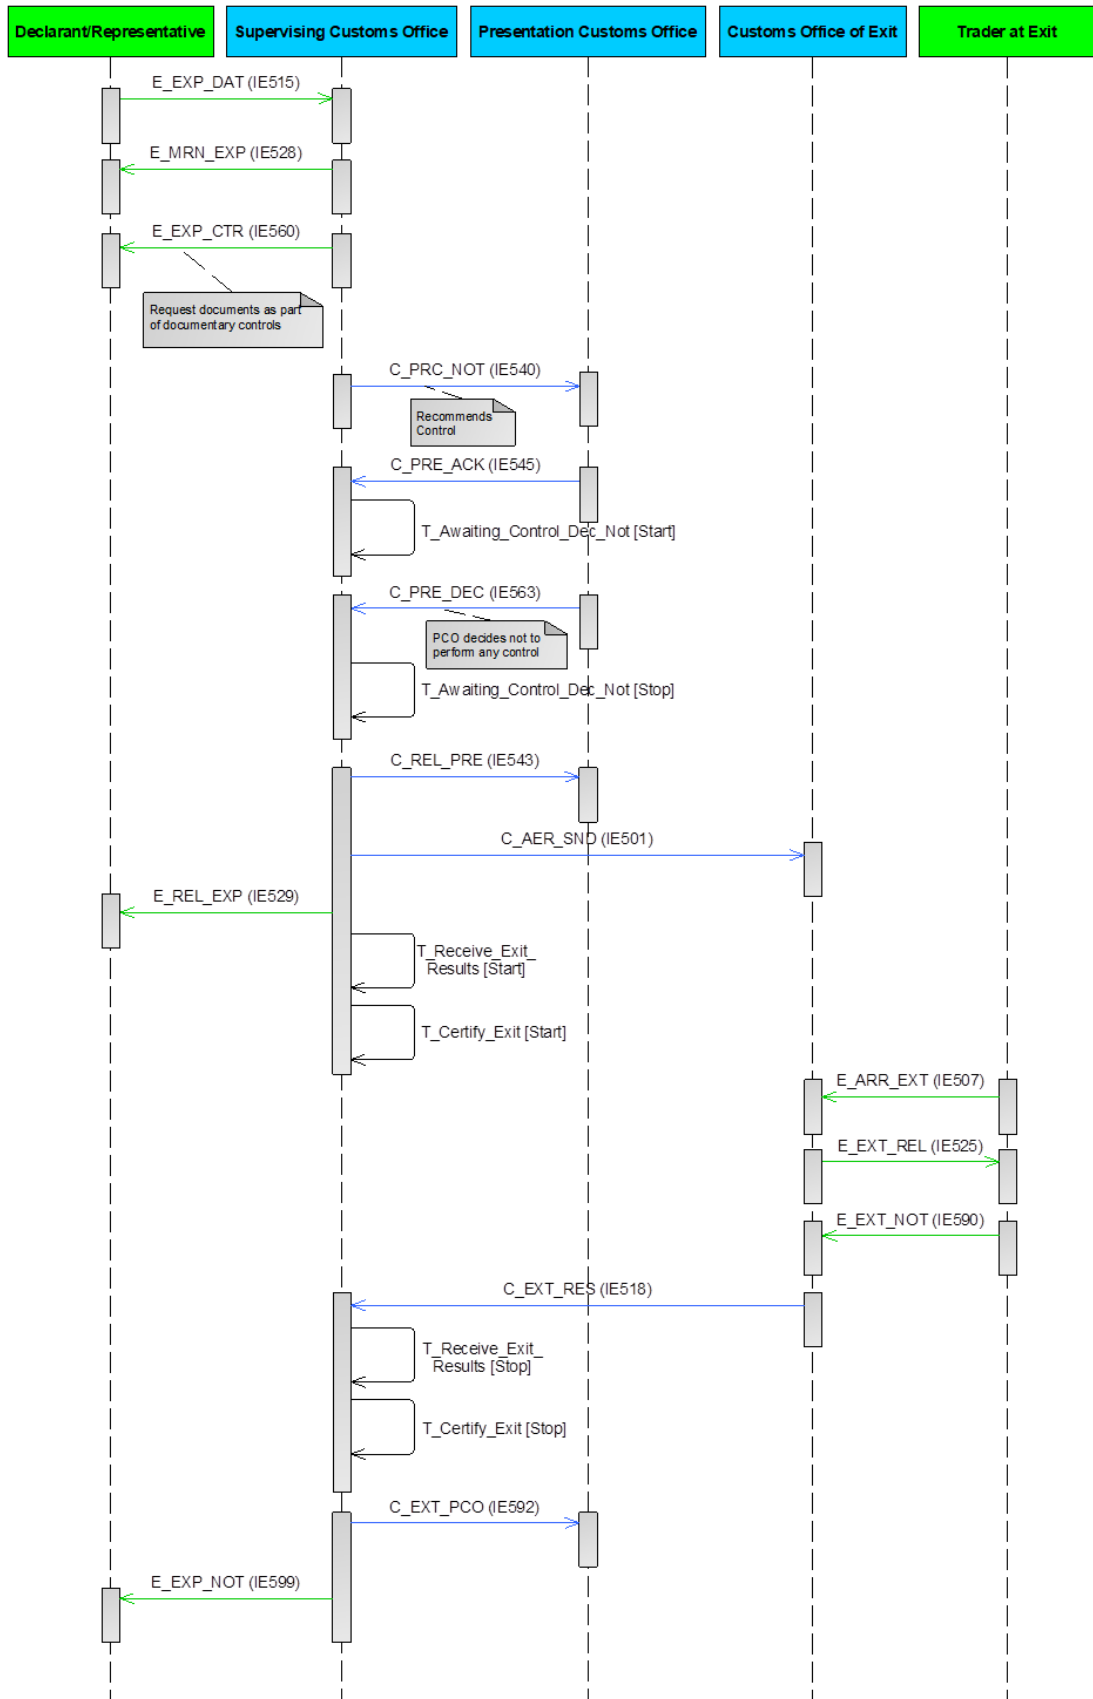 Declarant/Representative
Supervising Customs Office
Presentation Customs Office
Customs Office of Exit
Trader at Exit
E_EXP_DAT (IE515)
E_MRN_EXP (IE528)
E_EXP_CTR (IE560)
Request documents as part
of documentary controls
C_PRC_NOT (IE540)
Recommends
Control
C_PRE_ACK (IE545)
T_Awaiting_Control_Dec_Not [Start]
C_PRE_DEC (IE563)
PCO decides not to
perform any control
T_Awaiting_Control_Dec_Not [Stop]
C_REL_PRE (IE543)
C_AER_SND (IE501)
E_REL_EXP (IE529)
T_Receive_Exit_
Results [Start]
T_Certify_Exit [Start]
E_ARR_EXT (IE507)
E_EXT_REL (IE525)
E_EXT_NOT (IE590)
C_EXT_RES (IE518)
T_Receive_Exit_
Results [Stop]
T_Certify_Exit [Stop]
C_EXT_PCO (IE592)
E_EXP_NOT (IE599)